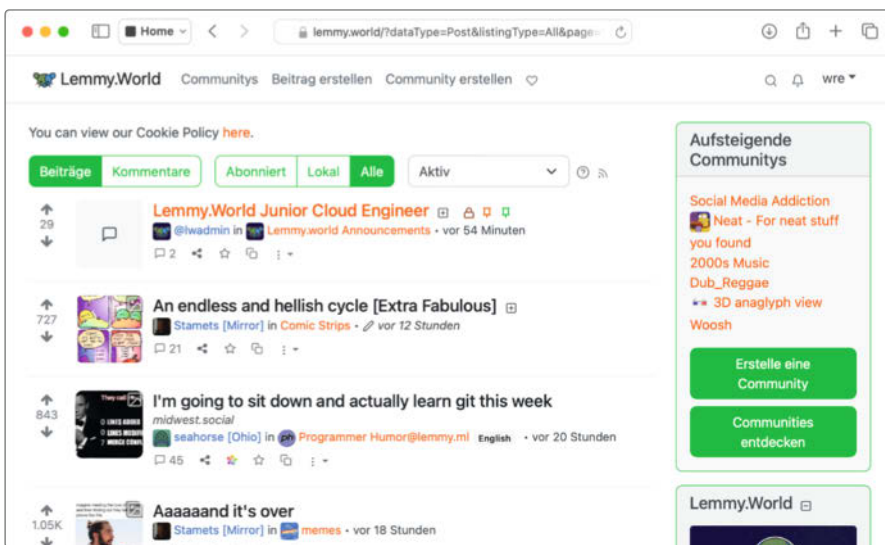 Home
lemmy.world/?dataType=Post&listingType=All&page=
Lemmy.World Communitys Beitrag erstellen Community erstellen
wre
You can view our Cookie Policy here.
Beiträge Kommentare Abonniert Lokal Alle Aktiv
29
Lemmy.World Junior Cloud Engineer
@lwadmin in Lemmy.world Announcements • vor 54 Minuten
2
727
An endless and hellish cycle [Extra Fabulous]
Stamets [Mirror] in Comic Strips • vor 12 Stunden
21
843
They call
I'm going to sit down and actually learn git this week
midwest.social
seahorse [Ohio] in ph Programmer Humor@lemmy.ml English • vor 20 Stunden
45
1.05K
Aaaaaand it's over
Stamets [Mirror] in memes • vor 18 Stunden
Aufsteigende
Communitys
Social Media Addiction
Neat - For neat stuff
you found
2000s Music
Dub_Reggae
3D anaglyph view
Woosh
Erstelle eine
Community
Communities
entdecken
Lemmy.World